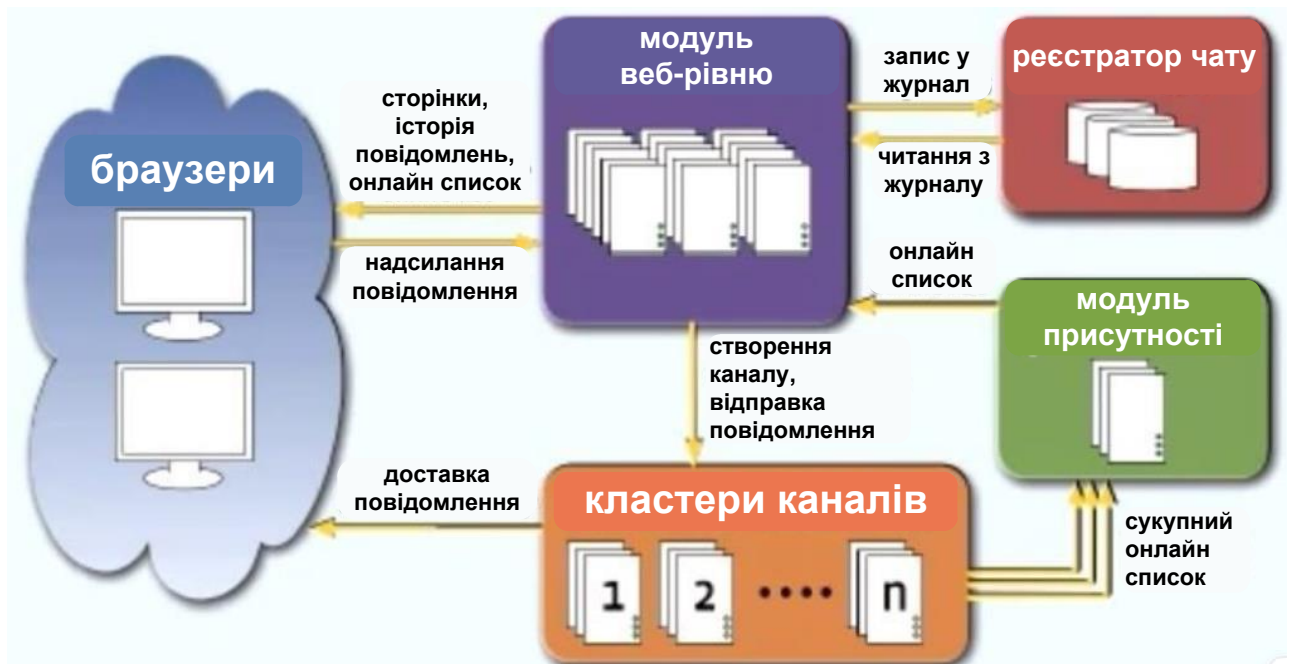 модуль
веб-рівню
запис у
журнал
реєстратор чату
сторінки,
історія
повідомлень,
онлайн список
браузери
читання з
журналу
надсилання
повідомлення
онлайн
список
модуль
присутності
створення
каналу,
відправка
повідомлення
доставка
повідомлення
кластери каналів
сукупний
онлайн
список
1 2 •••• n